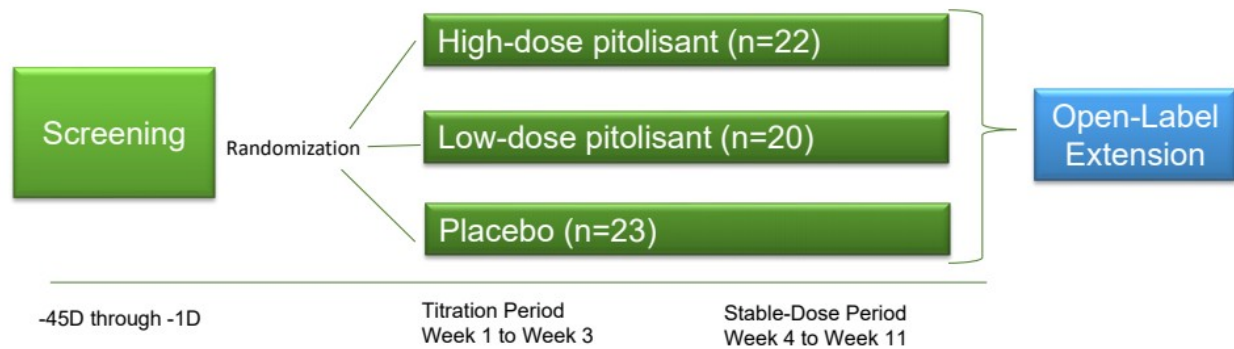 Screening
Randomization
High-dose pitolisant (n=22)
Low-dose pitolisant (n=20)
Placebo (n=23)
Open-Label
Extension
-45D through -1D
Titration Period
Week 1 to Week 3
Stable-Dose Period
Week 4 to Week 11